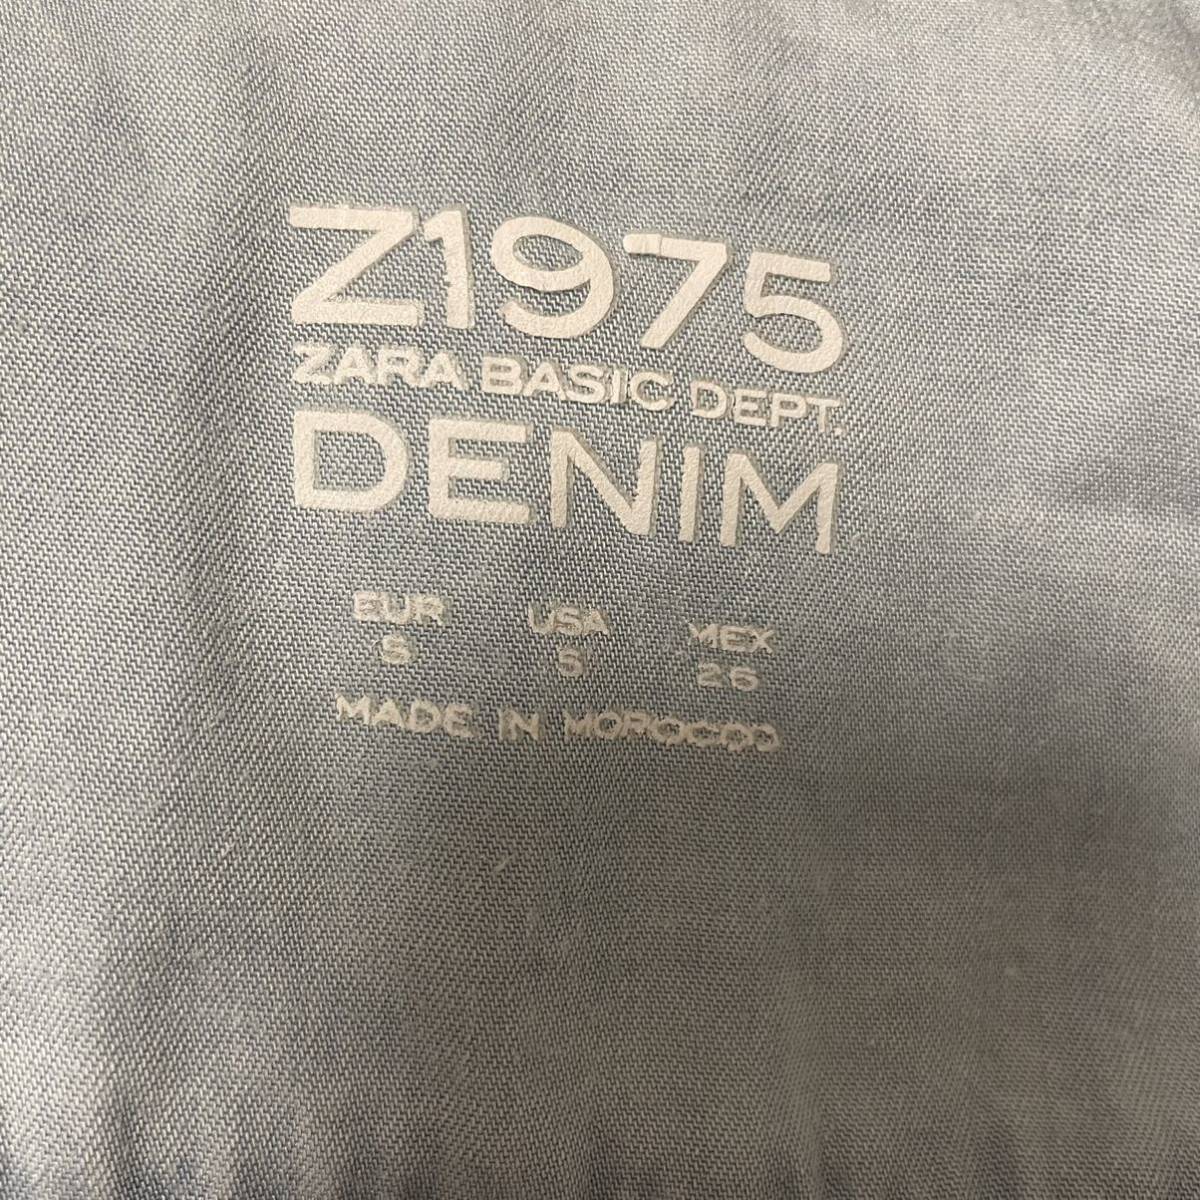 Z1975
ZARA BASIC DEPT.
DENIM
EUR USA MEX
S S 26
MADE IN MOROCCO